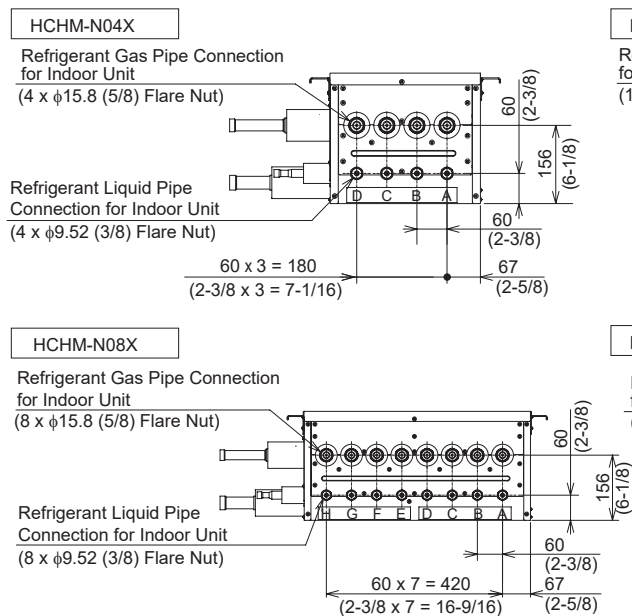 HCHM-N04X
Refrigerant Gas Pipe Connection
for Indoor Unit
(4 x φ15.8 (5/8) Flare Nut)
60
(2-3/8)
156
(6-1/8)
Refrigerant Liquid Pipe
Connection for Indoor Unit
(4 x φ9.52 (3/8) Flare Nut)
D C B A
60
(2-3/8)
60 x 3 = 180
(2-3/8 x 3 = 7-1/16)
67
(2-5/8)
HCHM-N08X
Refrigerant Gas Pipe Connection
for Indoor Unit
(8 x φ15.8 (5/8) Flare Nut)
60
(2-3/8)
156
(6-1/8)
Refrigerant Liquid Pipe
Connection for Indoor Unit
(8 x φ9.52 (3/8) Flare Nut)
H G F E D C B A
60
(2-3/8)
60 x 7 = 420
(2-3/8 x 7 = 16-9/16)
67
(2-5/8)